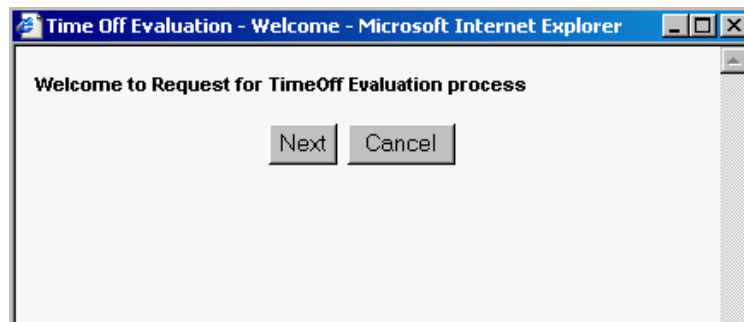 Time Off Evaluation - Welcome - Microsoft Internet Explorer
Welcome to Request for TimeOff Evaluation process
Next Cancel